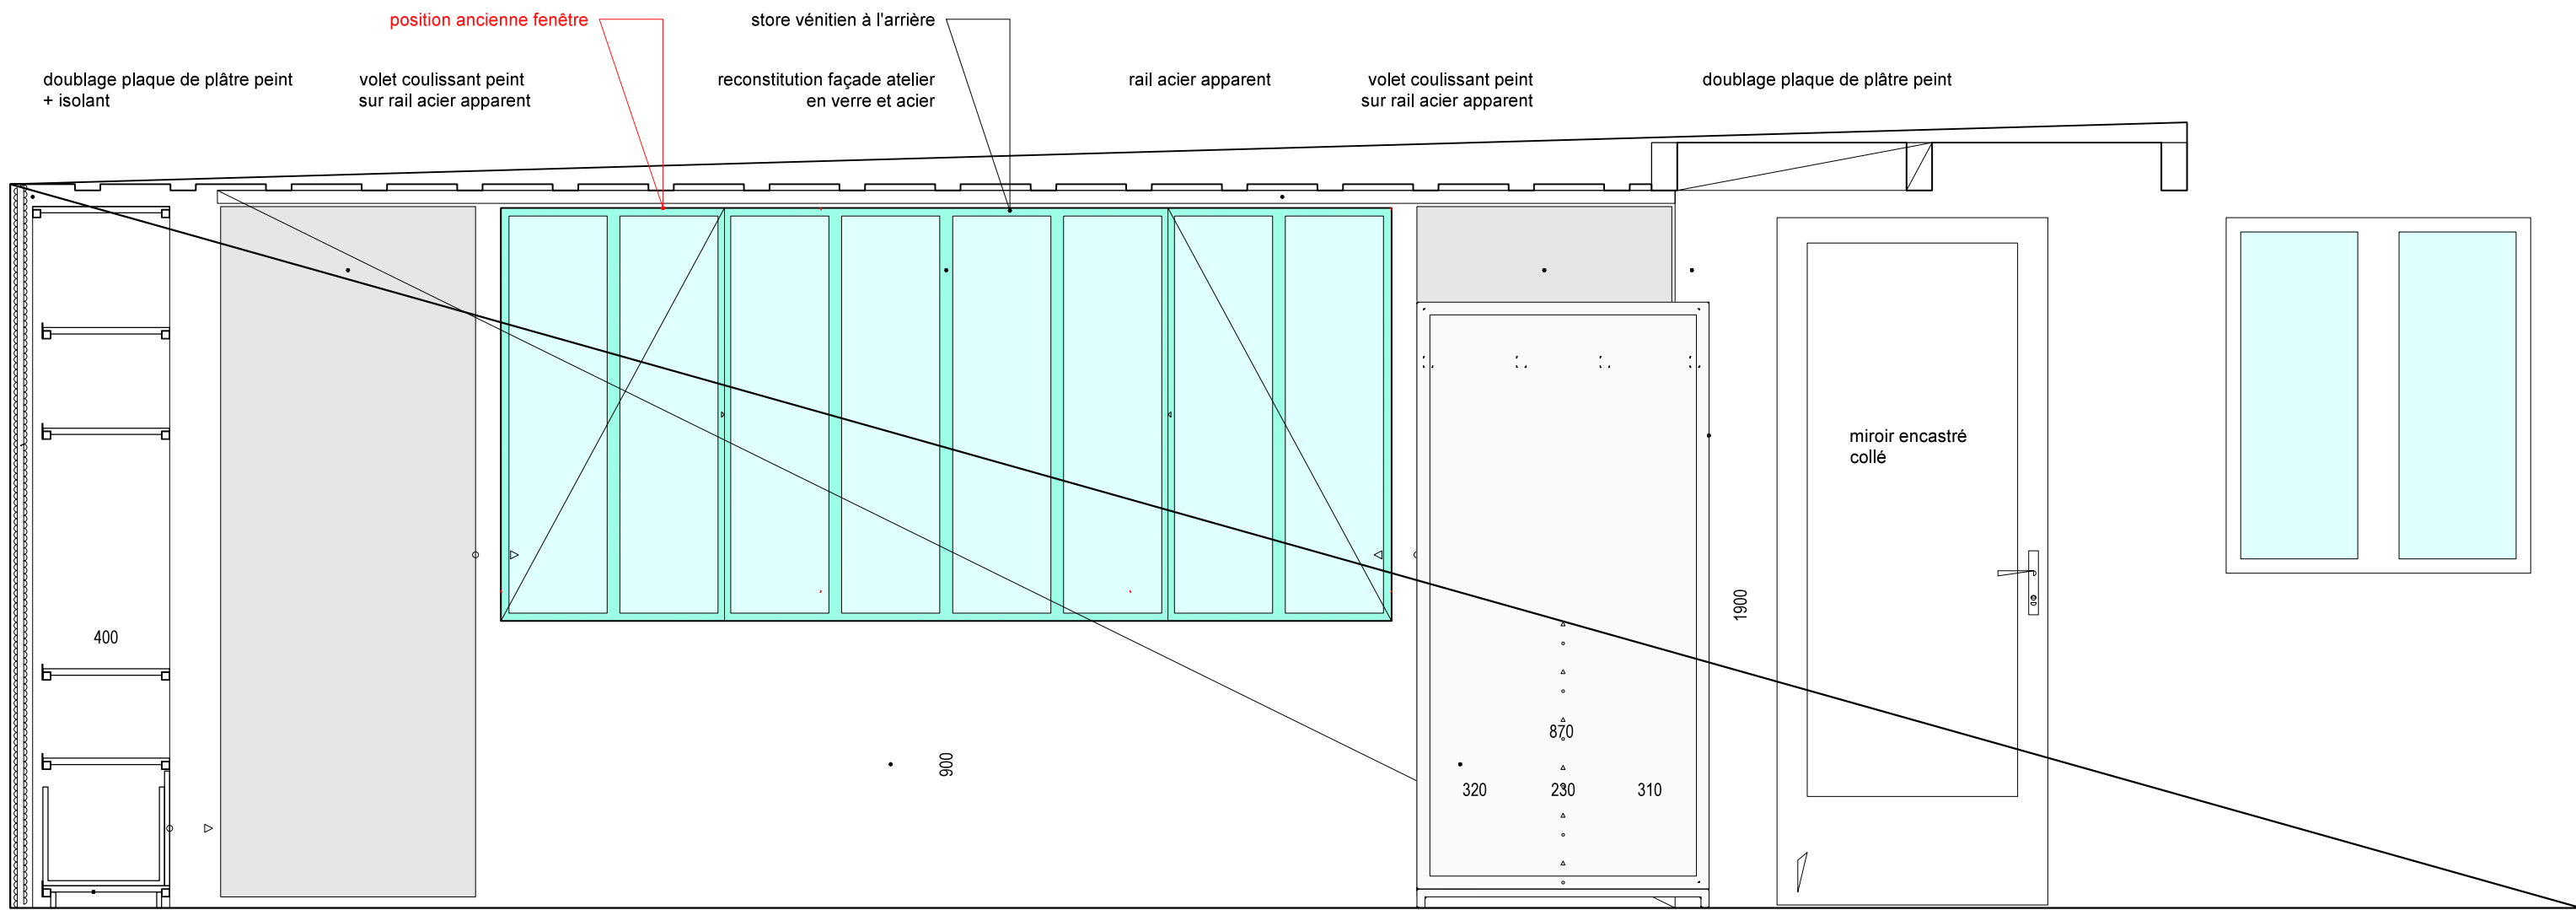 position ancienne fenêtre
store vénitien à l'arrière
doublage plaque de plâtre peint
+ isolant
volet coulissant peint
sur rail acier apparent
reconstitution façade atelier
en verre et acier
rail acier apparent
volet coulissant peint
sur rail acier apparent
doublage plaque de plâtre peint
miroir encastré
collé
400
1900
870
900
320
230
310